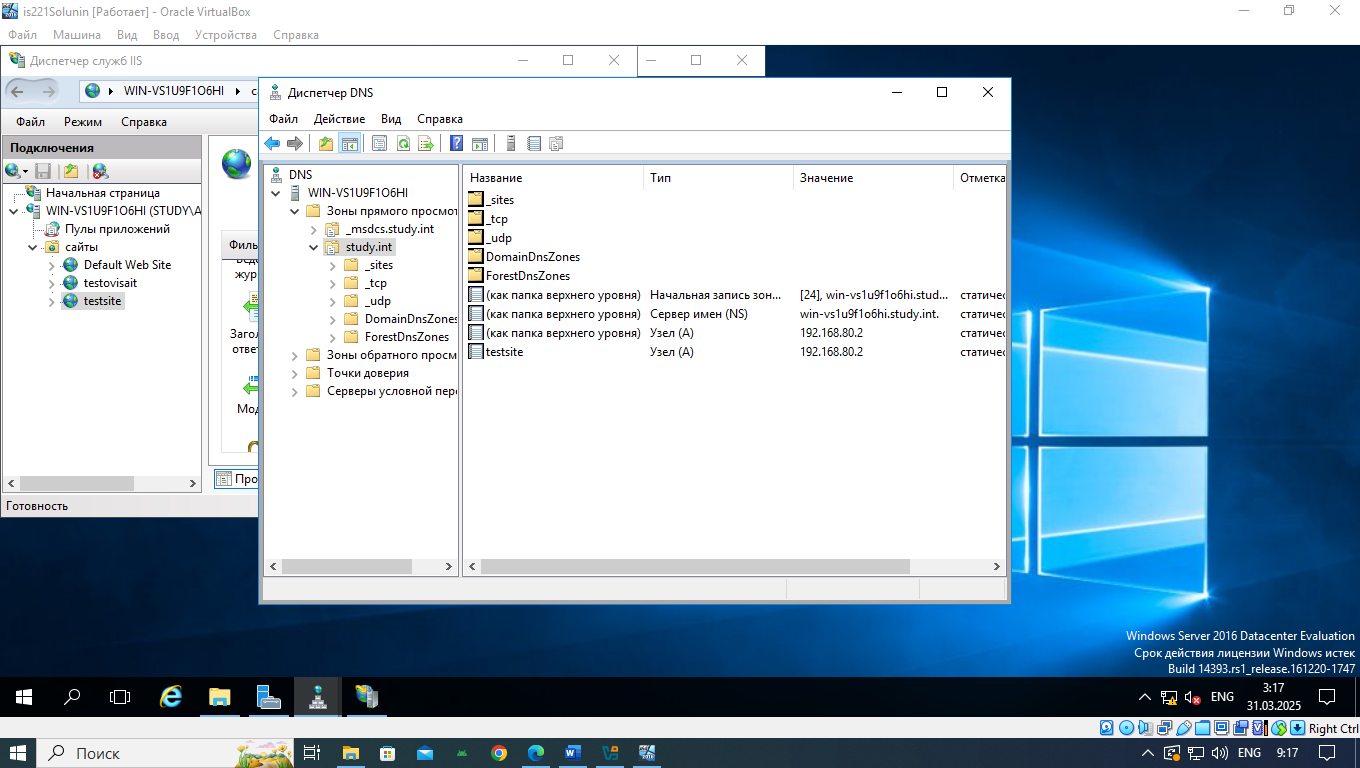 is221Solunin [Работает] - Oracle VirtualBox
Файл Машина Вид Ввод Устройства Справка
Диспетчер служб IIS
WIN-VS1U9F1O6HI
Файл Режим Справка
Подключения
Начальная страница
WIN-VS1U9F1O6HI (STUDY\A
Пулы приложений
сайты
Default Web Site
testovisait
testsite
Готовность
Филь
жур
Загол
ответ
Мод
Про
Диспетчер DNS
Файл Действие Вид Справка
DNS
WIN-VS1U9F1O6HI
Зоны прямого просмот
_msdcs.study.int
study.int
_sites
_tcp
_udp
DomainDnsZones
ForestDnsZones
Зоны обратного просм
Точки доверия
Серверы условной пере
Название Тип Значение Отметка
_sites
_tcp
_udp
DomainDnsZones
ForestDnsZones
(как папка верхнего уровня) Начальная запись зон... [24], win-vs1u9f1o6hi.stud... статичес
(как папка верхнего уровня) Сервер имен (NS) win-vs1u9f1o6hi.study.int. статичес
(как папка верхнего уровня) Узел (A) 192.168.80.2 статичес
testsite Узел (A) 192.168.80.2 статичес
Windows Server 2016 Datacenter Evaluation
Срок действия лицензии Windows истек
Build 14393.rs1_release.161220-1747
ENG
3:17
31.03.2025
Right Ctrl
Поиск
ENG 9:17